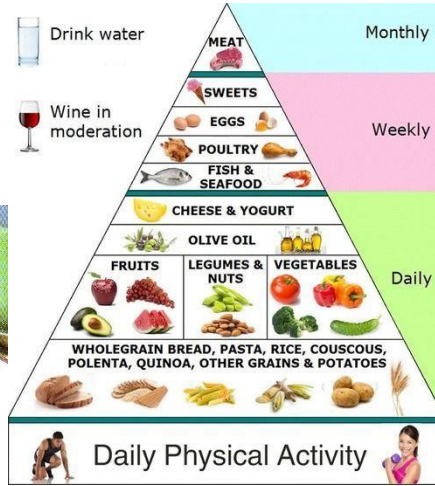 Drink water
Wine in
moderation
MEAT
Monthly
SWEETS
EGGS
POULTRY
FISH &
SEAFOOD
Weekly
CHEESE & YOGURT
OLIVE OIL
FRUITS
LEGUMES &
NUTS
VEGETABLES
Daily
WHOLEGRAIN BREAD, PASTA, RICE, COUSCOUS,
POLENTA, QUINOA, OTHER GRAINS & POTATOES
Daily Physical Activity